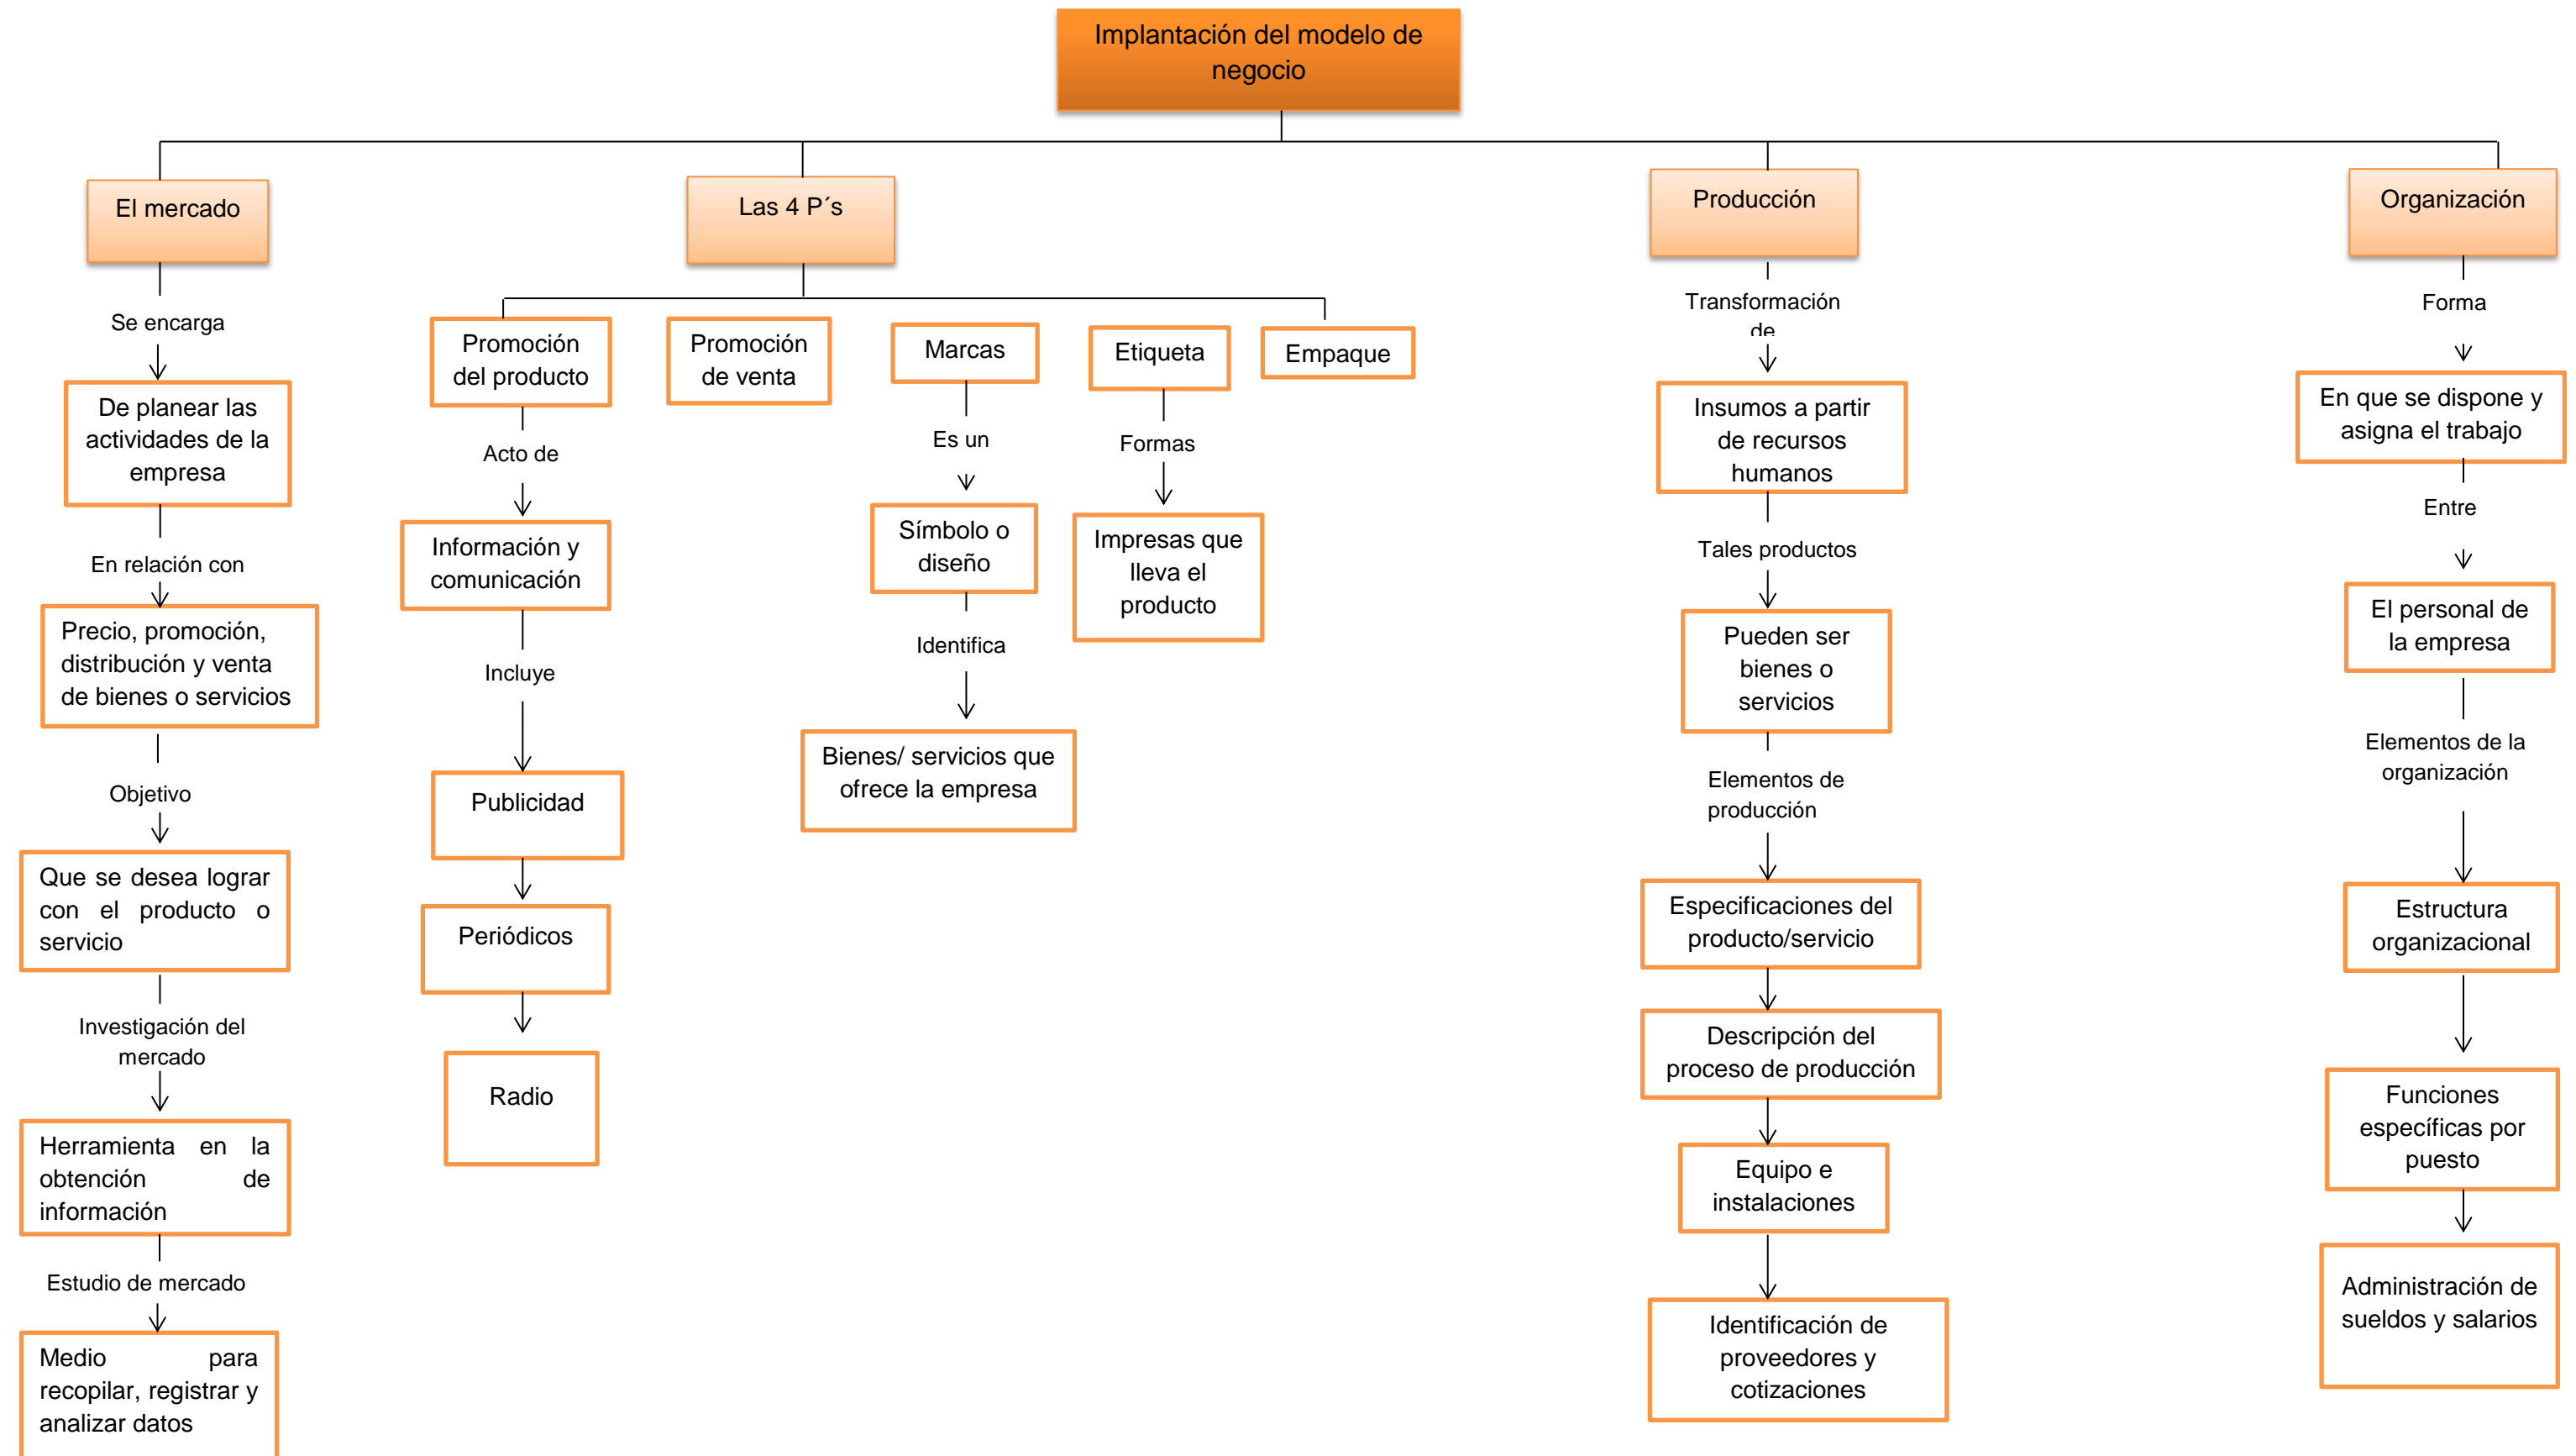 Implantación del modelo de
negocio
El mercado
Las 4 P´s
Producción
Organización
Se encarga
De planear las
actividades de la
empresa
En relación con
Precio, promoción,
distribución y venta
de bienes o servicios
Objetivo
Que se desea lograr
con el producto o
servicio
Investigación del
mercado
Herramienta en la
obtención de
información
Estudio de mercado
Medio para
recopilar, registrar y
analizar datos
Promoción
del producto
Acto de
Información y
comunicación
Incluye
Publicidad
Periódicos
Radio
Promoción
de venta
Marcas
Es un
Símbolo o
diseño
Identifica
Bienes/ servicios que
ofrece la empresa
Etiqueta
Formas
Impresas que
lleva el
producto
Empaque
Transformación
de
Insumos a partir
de recursos
humanos
Tales productos
Pueden ser
bienes o
servicios
Elementos de
producción
Especificaciones del
producto/servicio
Descripción del
proceso de producción
Equipo e
instalaciones
Identificación de
proveedores y
cotizaciones
Forma
En que se dispone y
asigna el trabajo
Entre
El personal de
la empresa
Elementos de la
organización
Estructura
organizacional
Funciones
específicas por
puesto
Administración de
sueldos y salarios